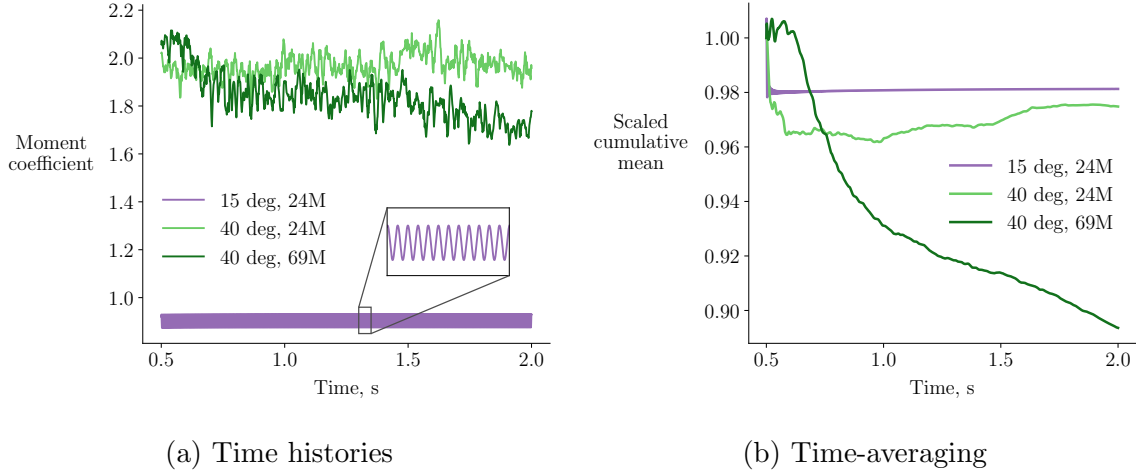 2.2
2.0
1.8
1.6
1.4
1.2
1.0
Moment
coefficient
15 deg, 24M
40 deg, 24M
40 deg, 69M
0.5
1.0
1.5
2.0
Time, s
(a) Time histories
1.00
0.98
0.96
0.94
0.92
0.90
Scaled
cumulative
mean
15 deg, 24M
40 deg, 24M
40 deg, 69M
0.5
1.0
1.5
2.0
Time, s
(b) Time-averaging